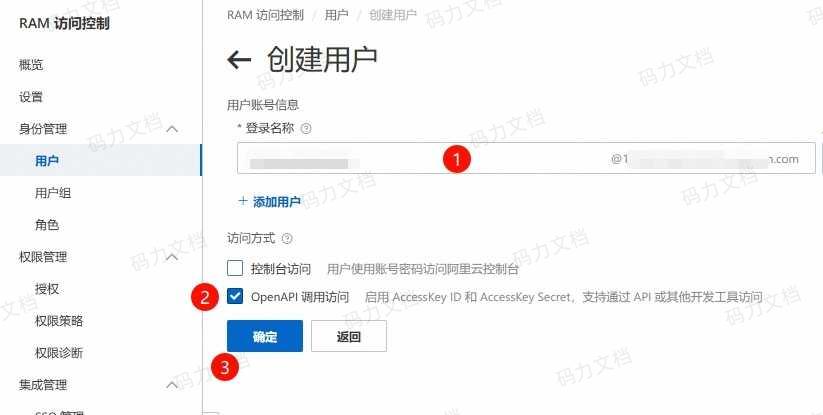 RAM 访问控制
概览
设置
身份管理
用户
用户组
角色
权限管理
授权
权限策略
权限诊断
集成管理
RAM 访问控制 / 用户 / 创建用户
← 创建用户
用户账号信息
* 登录名称
1
@1
n.com
+ 添加用户
访问方式
控制台访问 用户使用账号密码访问阿里云控制台
2
OpenAPI 调用访问 启用 AccessKey ID 和 AccessKey Secret，支持通过 API 或其他开发工具访问
确定 返回
3
码力文档